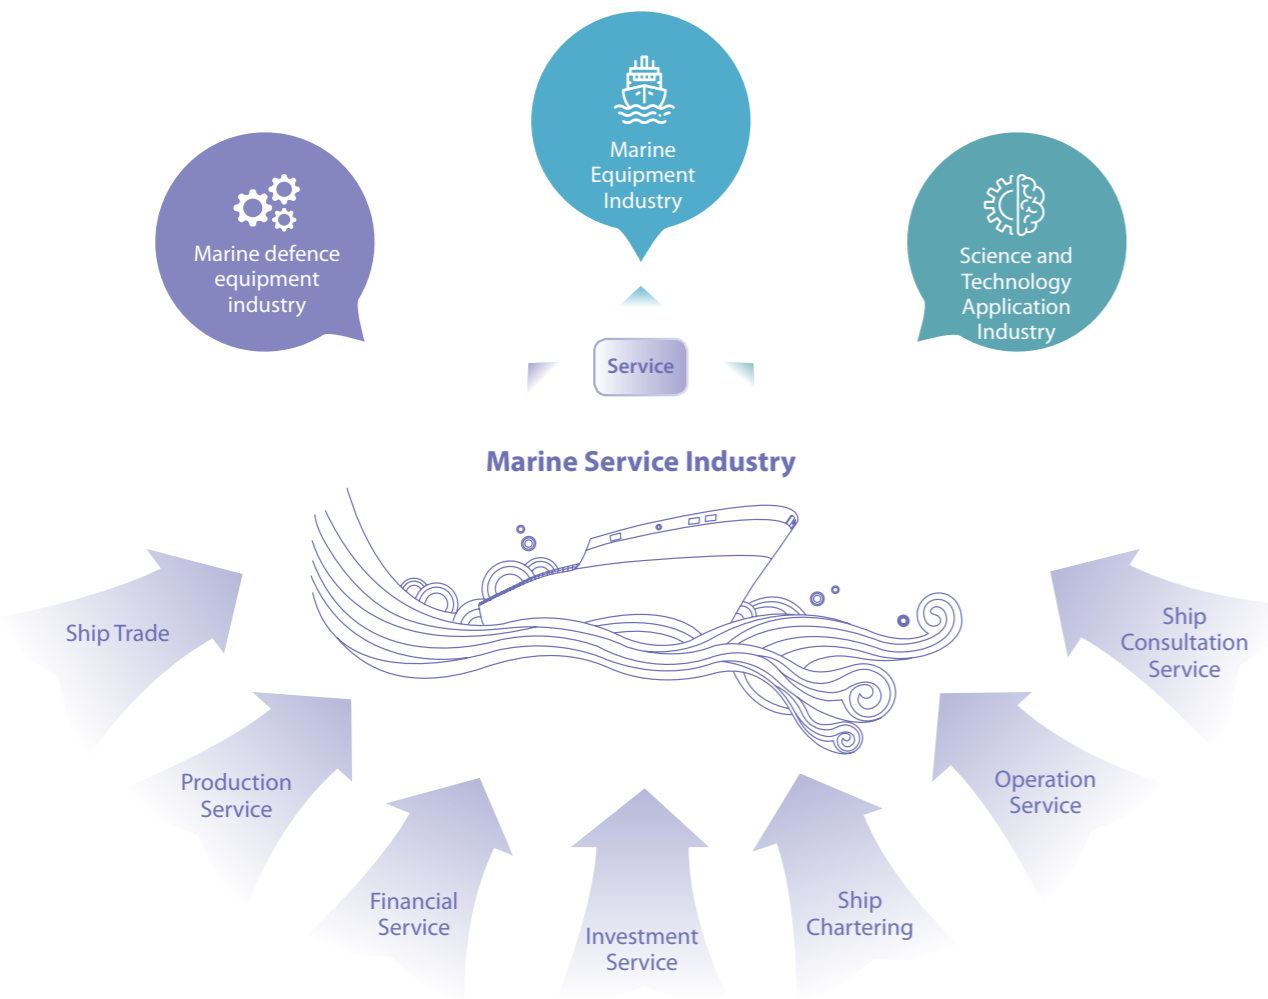 Marine
Equipment
Industry
Marine defence
equipment
industry
Science and
Technology
Application
Industry
Service
Marine Service Industry
Ship Trade
Production
Service
Financial
Service
Investment
Service
Ship
Chartering
Operation
Service
Ship
Consultation
Service